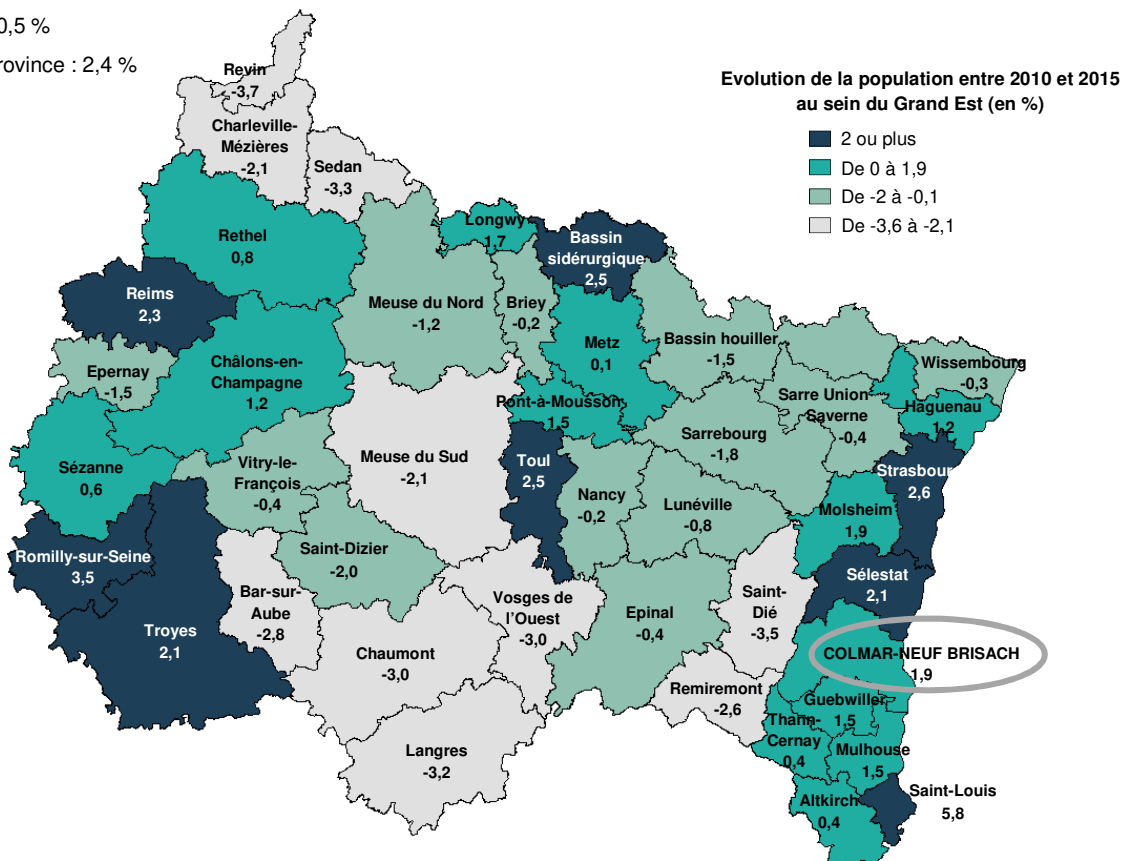 0,5 %
rovince : 2,4 %
Evolution de la population entre 2010 et 2015
au sein du Grand Est (en %)
2 ou plus
De 0 à 1,9
De -2 à -0,1
De -3,6 à -2,1
Revin
-3,7
Charleville-
Mézières
-2,1
Sedan
-3,3
Rethel
0,8
Longwy
1,7
Bassin
sidérurgique
2,5
Reims
2,3
Meuse du Nord
-1,2
Briey
-0,2
Metz
0,1
Bassin houiller
-1,5
Wissembourg
-0,3
Epernay
-1,5
Châlons-en-
Champagne
1,2
Pont-à-Mousson
1,5
Sarre Union
Saverne
-0,4
Haguenau
1,2
Sézanne
0,6
Vitry-le-
François
-0,4
Meuse du Sud
-2,1
Toul
2,5
Nancy
-0,2
Sarrebourg
-1,8
Lunéville
-0,8
Strasbour
2,6
Molsheim
1,9
Romilly-sur-Seine
3,5
Saint-Dizier
-2,0
Bar-sur-
Aube
-2,8
Vosges de
l'Ouest
-3,0
Epinal
-0,4
Saint-
Dié
-3,5
Sélestat
2,1
Troyes
2,1
Chaumont
-3,0
COLMAR-NEUF BRISACH
1,9
Remiremont
-2,6
Guebwiller
1,5
Thann-
Cernay
0,4
Mulhouse
1,5
Langres
-3,2
Altkirch
0,4
Saint-Louis
5,8